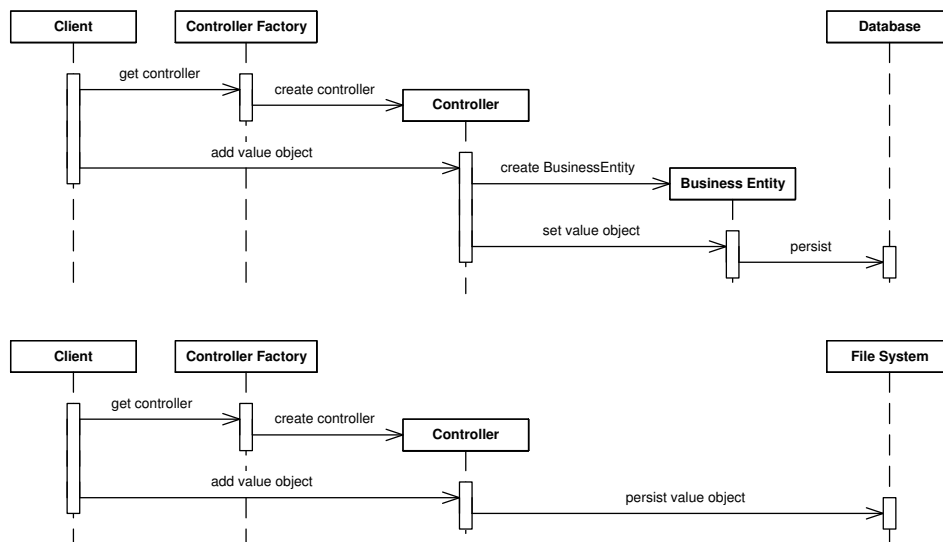 Client
Controller Factory
Database
get controller
create controller
Controller
add value object
create BusinessEntity
Business Entity
set value object
persist
Client
Controller Factory
File System
get controller
create controller
Controller
add value object
persist value object